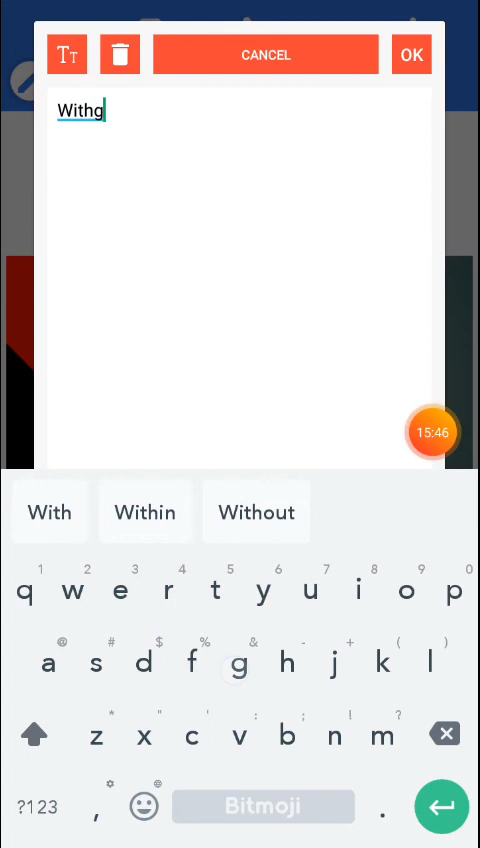 TT CANCEL OK
Withg
15:46
With Within Without
1 2 3 4 5 6 7 8 9 0
q w e r t y u i o p
@ # $ % & - + ( )
a s d f g h j k l
* " ' : ; ! ?
z x c v b n m
?123 , Bitmoji .